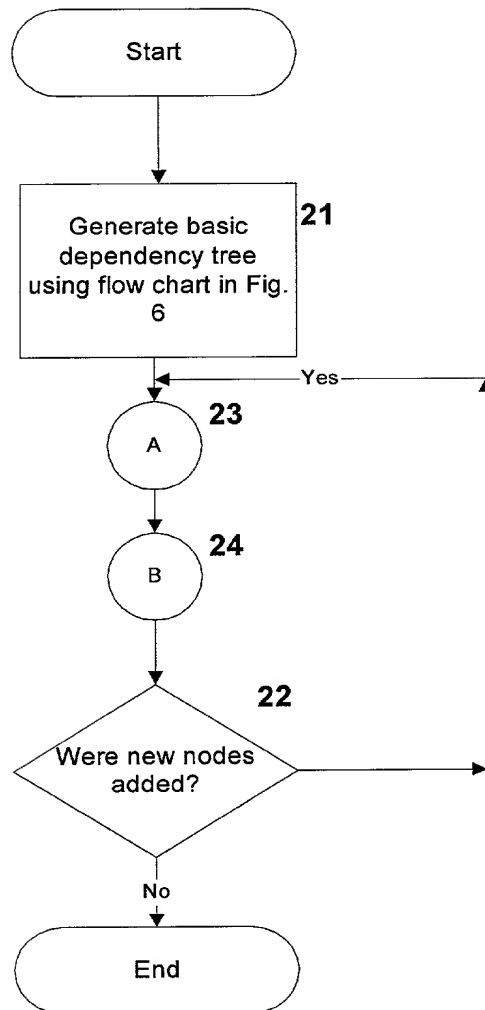 Start
21
Generate basic
dependency tree
using flow chart in Fig.
6
Yes
23
A
24
B
22
Were new nodes
added?
No
End